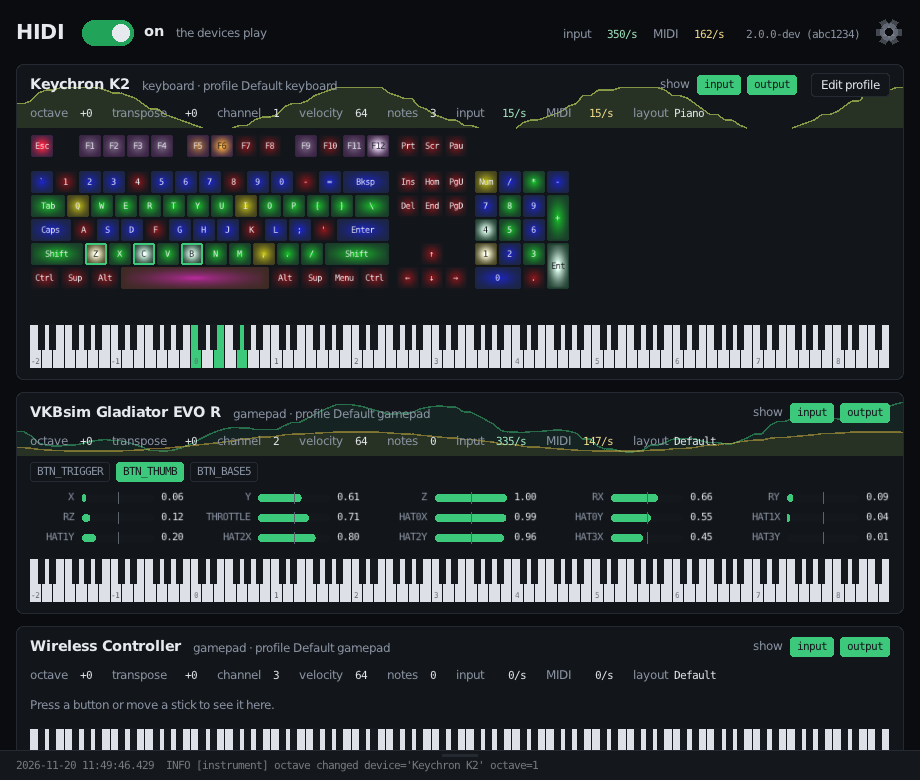 HIDI on the devices play input 350/s MIDI 162/s 2.0.0-dev (abc1234)
Keychron K2 keyboard · profile Default keyboard show input output Edit profile
octave +0 transpose +0 channel 1 velocity 64 notes 3 input 15/s MIDI 15/s layout Piano
Esc F1 F2 F3 F4 F5 F6 F7 F8 F9 F10 F11 F12 Prt Scr Pau
` 1 2 3 4 5 6 7 8 9 0 - = Bksp Ins Hom PgU Num / * -
Tab Q W E R T Y U I O P [ ] \ Del End PgD 7 8 9 +
Caps A S D F G H J K L ; ' Enter 4 5 6
Shift Z X C V B N M , . / Shift ↑ 1 2 3 Ent
Ctrl Sup Alt Alt Sup Menu Ctrl ← ↓ → 0 .
-2 -1 0 1 2 3 4 5 6 7 8
VKBsim Gladiator EVO R gamepad · profile Default gamepad show input output
octave +0 transpose +0 channel 2 velocity 64 notes 0 input 335/s MIDI 147/s layout Default
BTN_TRIGGER BTN_THUMB BTN_BASE5
X 0.06 Y 0.61 Z 1.00 RX 0.66 RY 0.09
RZ 0.12 THROTTLE 0.71 HAT0X 0.99 HAT0Y 0.55 HAT1X 0.04
HAT1Y 0.20 HAT2X 0.80 HAT2Y 0.96 HAT3X 0.45 HAT3Y 0.01
-2 -1 0 1 2 3 4 5 6 7 8
Wireless Controller gamepad · profile Default gamepad show input output
octave +0 transpose +0 channel 3 velocity 64 notes 0 input 0/s MIDI 0/s layout Default
Press a button or move a stick to see it here.
2026-11-20 11:49:46.429 INFO [instrument] octave changed device='Keychron K2' octave=1